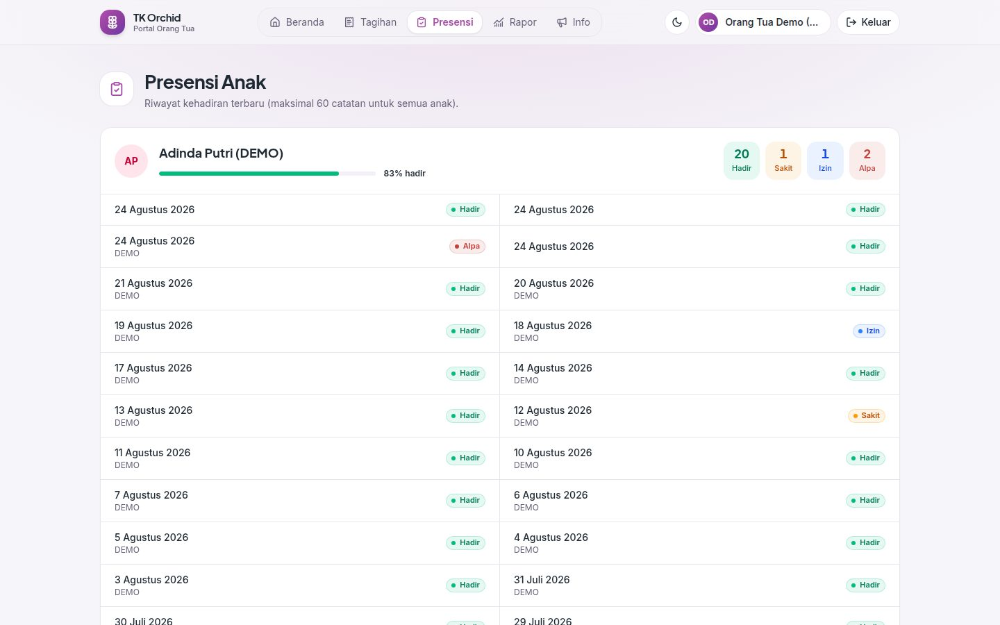 TK Orchid
Portal Orang Tua
Beranda
Tagihan
Presensi
Rapor
Info
OD
Orang Tua Demo (...
Keluar
Presensi Anak
Riwayat kehadiran terbaru (maksimal 60 catatan untuk semua anak).
AP
Adinda Putri (DEMO)
83% hadir
20
Hadir
1
Sakit
1
Izin
2
Alpa
24 Agustus 2026
Hadir
24 Agustus 2026
Hadir
24 Agustus 2026
DEMO
Alpa
24 Agustus 2026
Hadir
21 Agustus 2026
DEMO
Hadir
20 Agustus 2026
DEMO
Hadir
19 Agustus 2026
DEMO
Hadir
18 Agustus 2026
DEMO
Izin
17 Agustus 2026
DEMO
Hadir
14 Agustus 2026
DEMO
Hadir
13 Agustus 2026
DEMO
Hadir
12 Agustus 2026
DEMO
Sakit
11 Agustus 2026
DEMO
Hadir
10 Agustus 2026
DEMO
Hadir
7 Agustus 2026
DEMO
Hadir
6 Agustus 2026
DEMO
Hadir
5 Agustus 2026
DEMO
Hadir
4 Agustus 2026
DEMO
Hadir
3 Agustus 2026
DEMO
Hadir
31 Juli 2026
DEMO
Hadir
30 Juli 2026
29 Juli 2026